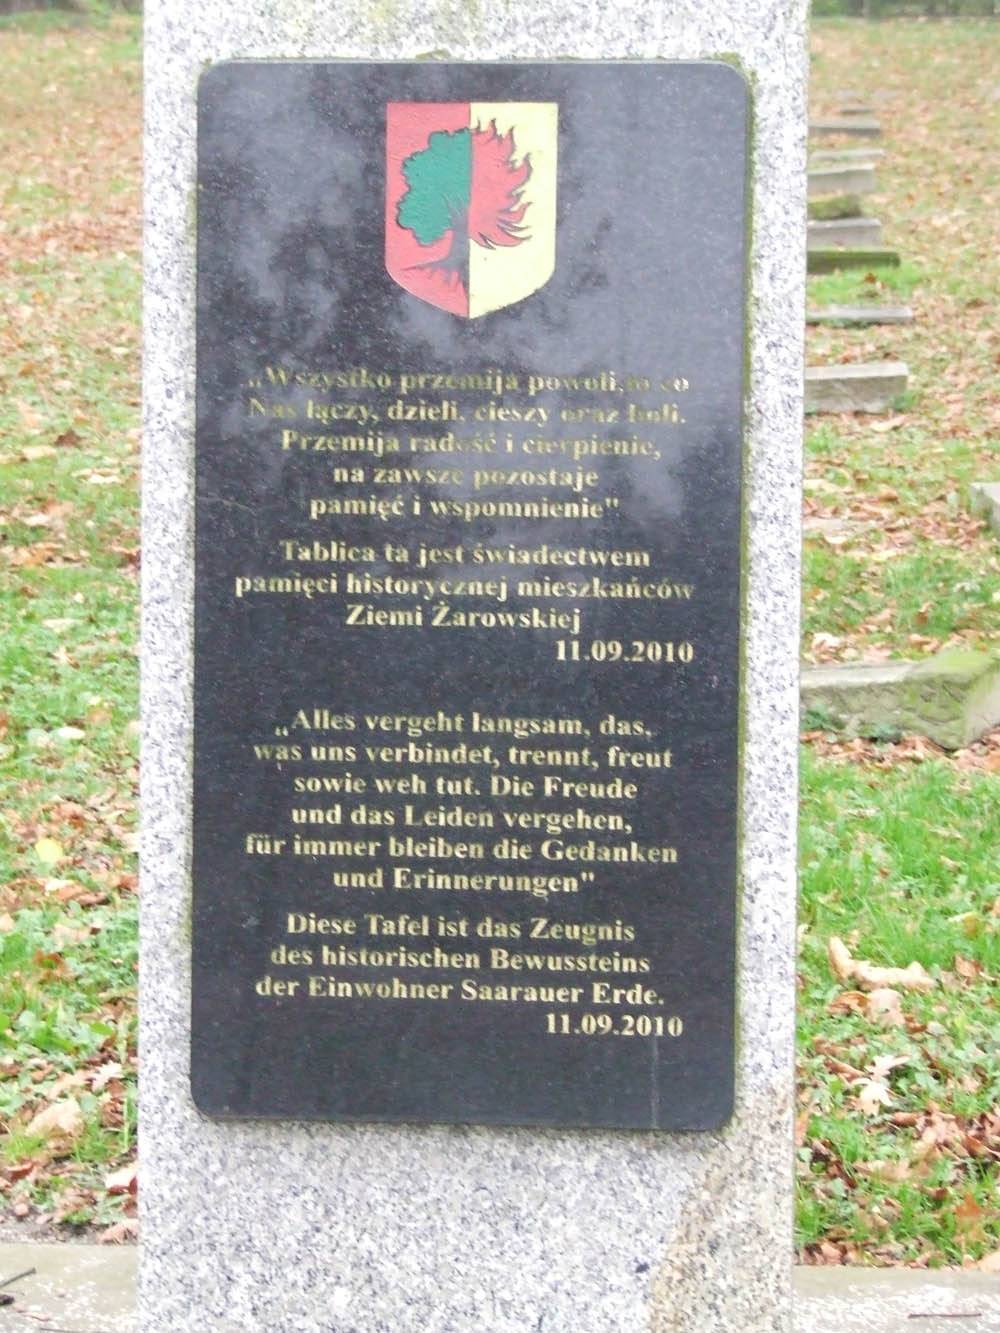 „Wszystko przemija powoli,to co
Nas łączy, dzieli, cieszy oraz boli.
Przemija radość i cierpienie,
na zawsze pozostaje
pamięć i wspomnienie"
Tablica ta jest świadectwem
pamięci historycznej mieszkańców
Ziemi Żarowskiej
11.09.2010
„Alles vergeht langsam, das,
was uns verbindet, trennt, freut
sowie weh tut. Die Freude
und das Leiden vergehen,
für immer bleiben die Gedanken
und Erinnerungen"
Diese Tafel ist das Zeugnis
des historischen Bewussteins
der Einwohner Saarauer Erde.
11.09.2010